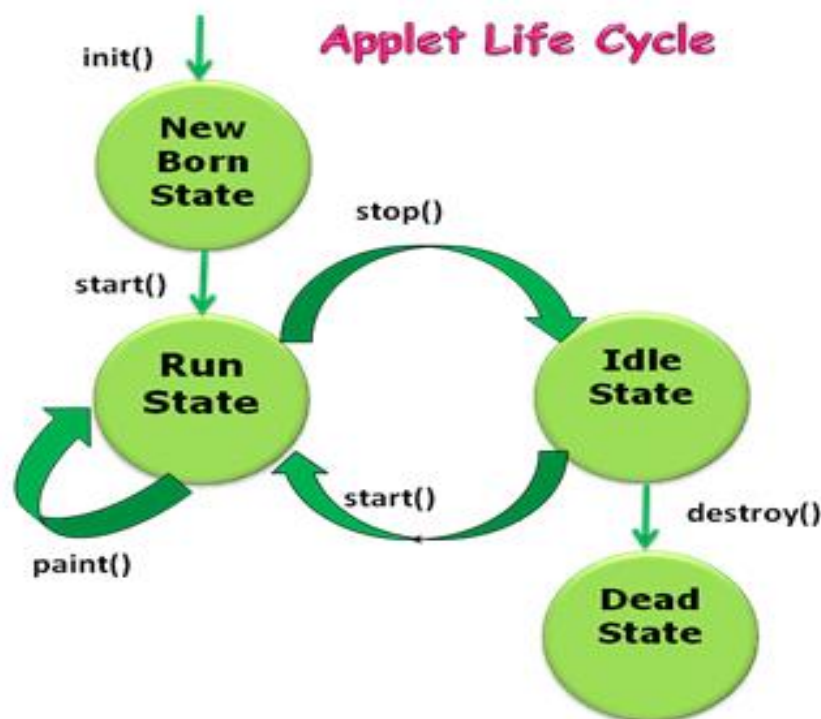 Applet Life Cycle
init()
New
Born
State
stop()
start()
Run
State
Idle
State
start()
destroy()
paint()
Dead
State